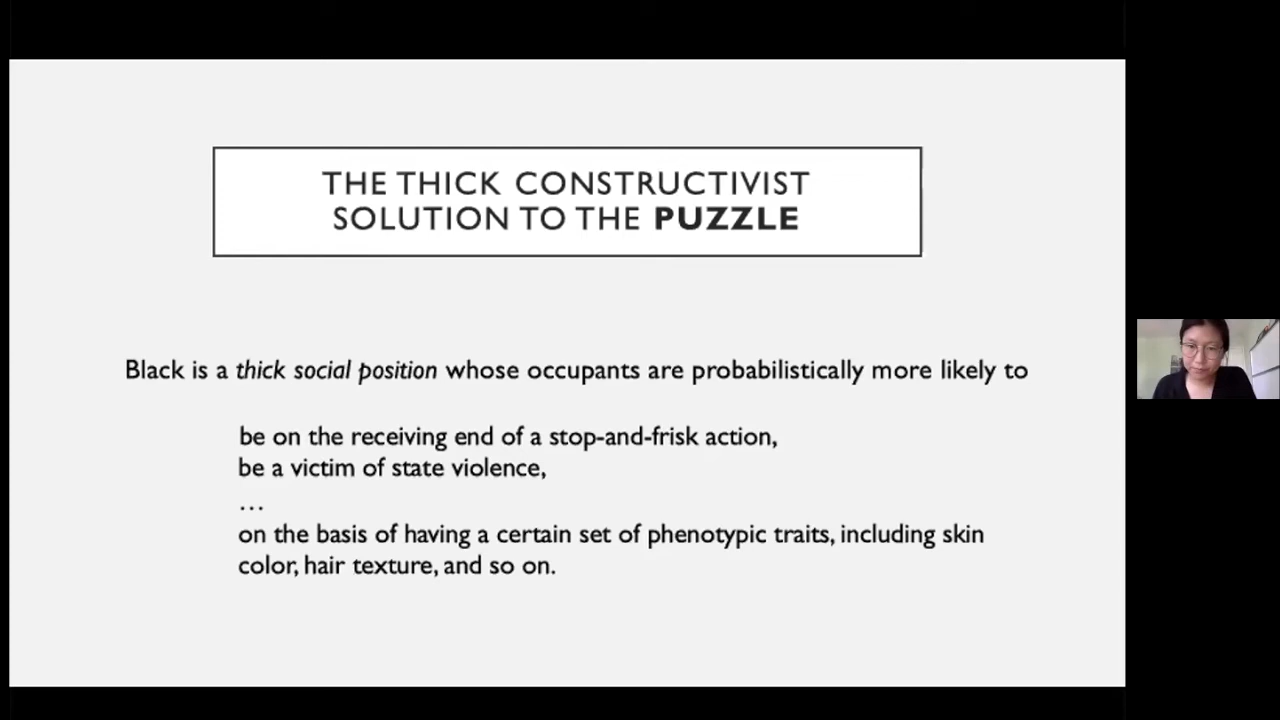 THE THICK CONSTRUCTIVIST
SOLUTION TO THE PUZZLE
Black is a thick social position whose occupants are probabilistically more likely to
be on the receiving end of a stop-and-frisk action,
be a victim of state violence,
…
on the basis of having a certain set of phenotypic traits, including skin
color, hair texture, and so on.